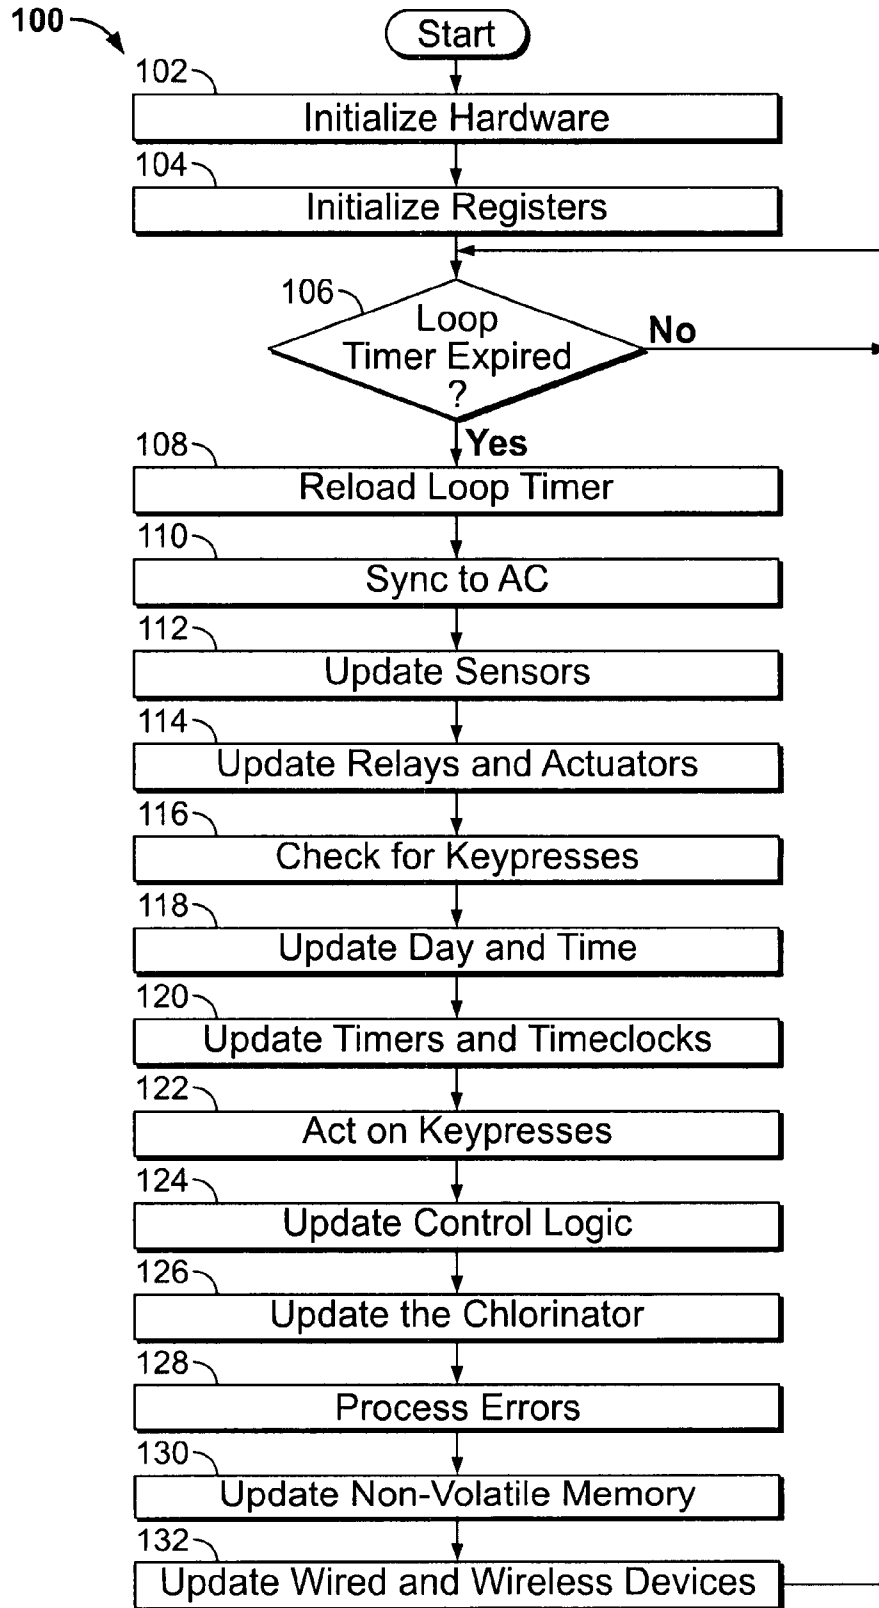 100
Start
102
Initialize Hardware
104
Initialize Registers
106
Loop
Timer Expired
?
No
Yes
108
Reload Loop Timer
110
Sync to AC
112
Update Sensors
114
Update Relays and Actuators
116
Check for Keypresses
118
Update Day and Time
120
Update Timers and Timeclocks
122
Act on Keypresses
124
Update Control Logic
126
Update the Chlorinator
128
Process Errors
130
Update Non-Volatile Memory
132
Update Wired and Wireless Devices